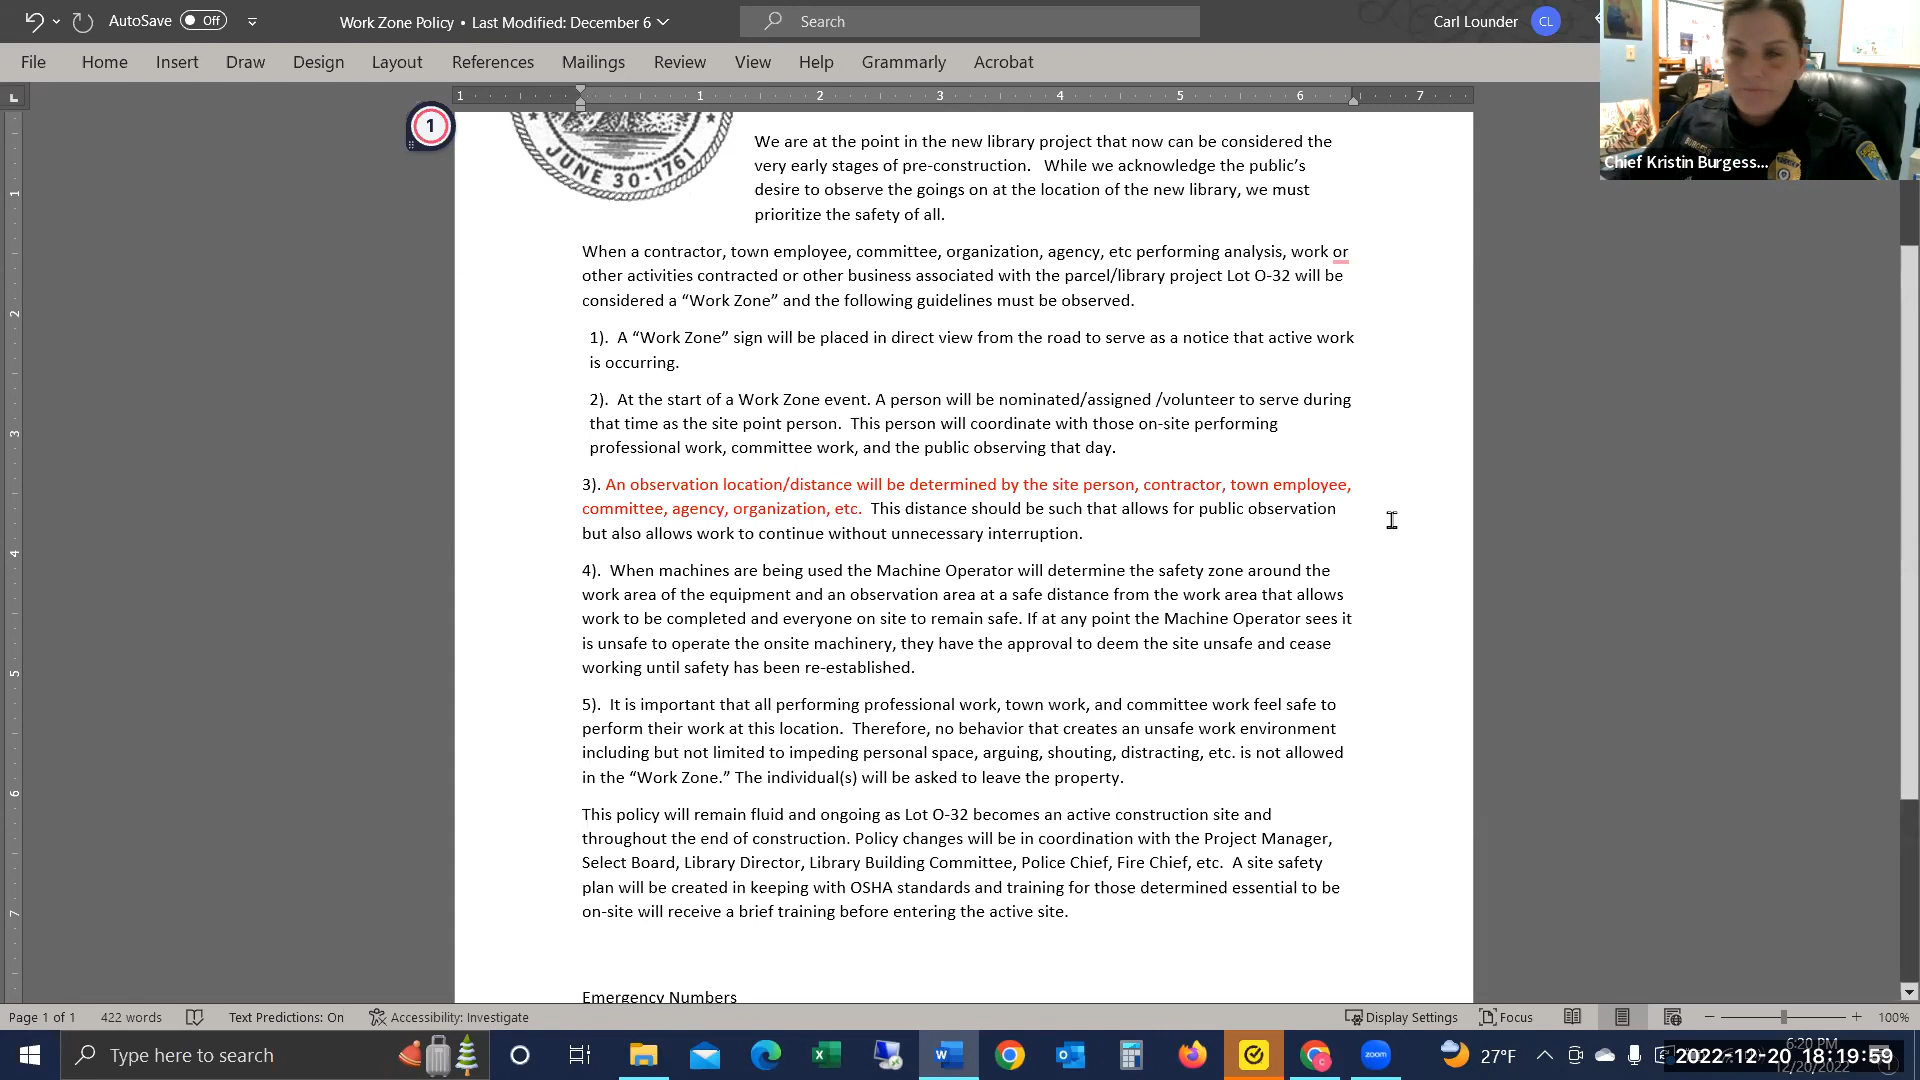 AutoSave Off
Work Zone Policy • Last Modified: December 6
Search
Carl Lounder CL
File Home Insert Draw Design Layout References Mailings Review View Help Grammarly Acrobat
1 1 2 3 4 5 6 7
1
JUNE 30-1761
Chief Kristin Burgess...
BURGESS
We are at the point in the new library project that now can be considered the
very early stages of pre-construction. While we acknowledge the public’s
desire to observe the goings on at the location of the new library, we must
prioritize the safety of all.
When a contractor, town employee, committee, organization, agency, etc performing analysis, work or
other activities contracted or other business associated with the parcel/library project Lot O-32 will be
considered a “Work Zone” and the following guidelines must be observed.
1). A “Work Zone” sign will be placed in direct view from the road to serve as a notice that active work
is occurring.
2). At the start of a Work Zone event. A person will be nominated/assigned /volunteer to serve during
that time as the site point person. This person will coordinate with those on-site performing
professional work, committee work, and the public observing that day.
3). An observation location/distance will be determined by the site person, contractor, town employee,
committee, agency, organization, etc. This distance should be such that allows for public observation
but also allows work to continue without unnecessary interruption.
4). When machines are being used the Machine Operator will determine the safety zone around the
work area of the equipment and an observation area at a safe distance from the work area that allows
work to be completed and everyone on site to remain safe. If at any point the Machine Operator sees it
is unsafe to operate the onsite machinery, they have the approval to deem the site unsafe and cease
working until safety has been re-established.
5). It is important that all performing professional work, town work, and committee work feel safe to
perform their work at this location. Therefore, no behavior that creates an unsafe work environment
including but not limited to impeding personal space, arguing, shouting, distracting, etc. is not allowed
in the “Work Zone.” The individual(s) will be asked to leave the property.
This policy will remain fluid and ongoing as Lot O-32 becomes an active construction site and
throughout the end of construction. Policy changes will be in coordination with the Project Manager,
Select Board, Library Director, Library Building Committee, Police Chief, Fire Chief, etc. A site safety
plan will be created in keeping with OSHA standards and training for those determined essential to be
on-site will receive a brief training before entering the active site.
Emergency Numbers
1
2
3
4
5
6
7
Page 1 of 1 422 words Text Predictions: On Accessibility: Investigate Display Settings Focus 100%
Type here to search
zoom
27°F
6:20 PM
2022-12-20 18:19:59
12/20/2022